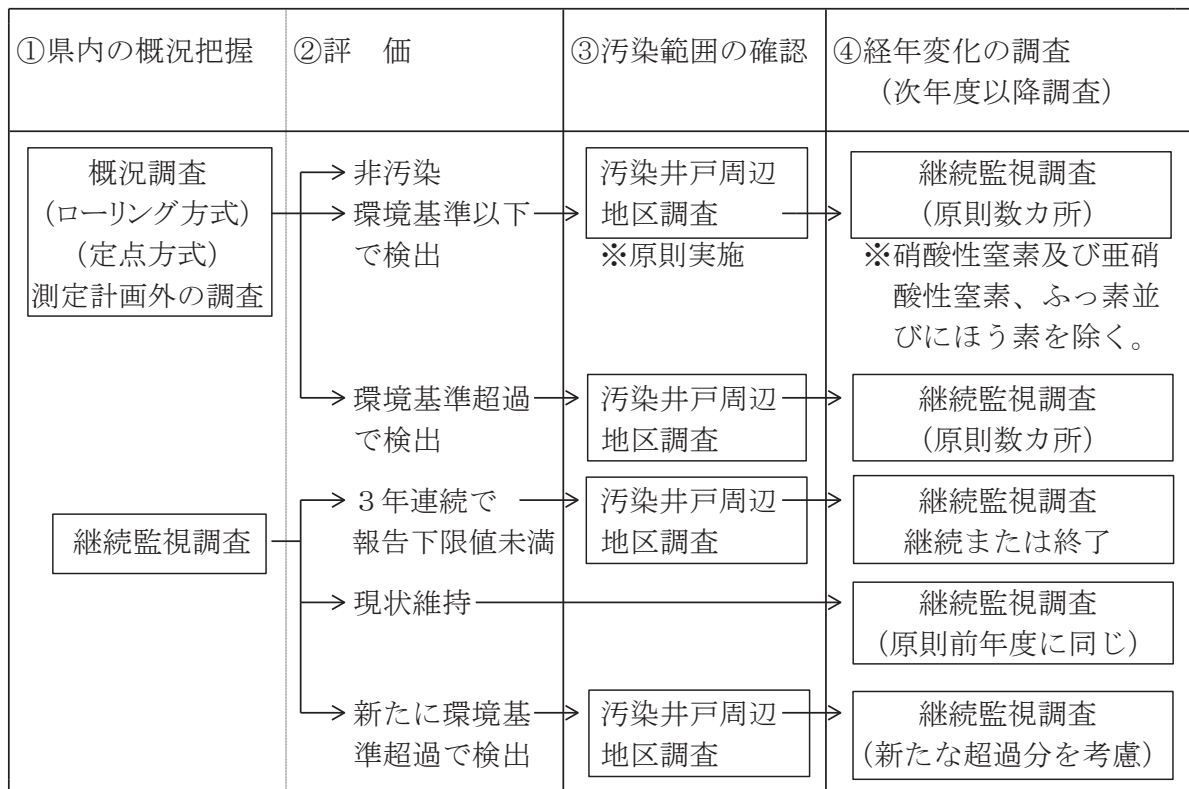 ①県内の概況把握
②評　価
③汚染範囲の確認
④経年変化の調査
（次年度以降調査）
概況調査
（ローリング方式）
（定点方式）
測定計画外の調査
非汚染
環境基準以下
で検出
汚染井戸周辺
地区調査
※原則実施
継続監視調査
（原則数カ所）
※硝酸性窒素及び亜硝
酸性窒素、ふっ素並
びにほう素を除く。
環境基準超過
で検出
汚染井戸周辺
地区調査
継続監視調査
（原則数カ所）
継続監視調査
３年連続で
報告下限値未満
汚染井戸周辺
地区調査
継続監視調査
継続または終了
現状維持
継続監視調査
（原則前年度に同じ）
新たに環境基
準超過で検出
汚染井戸周辺
地区調査
継続監視調査
（新たな超過分を考慮）